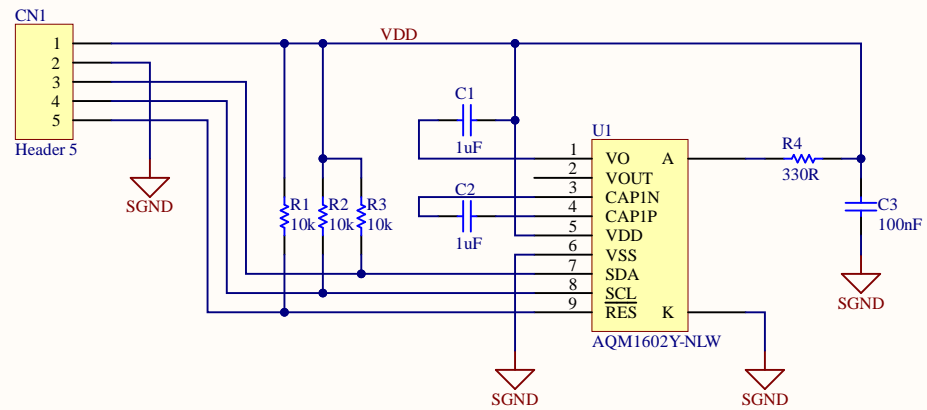 CN1
1
2
3
4
5
Header 5
VDD
SGND
R1
10k
R2
10k
R3
10k
C1
1uF
C2
1uF
U1
1 VO A
2 VOUT
3 CAP1N
4 CAP1P
5 VDD
6 VSS
7 SDA
8 SCL
9 RES K
AQM1602Y-NLW
R4
330R
C3
100nF
SGND
SGND
SGND